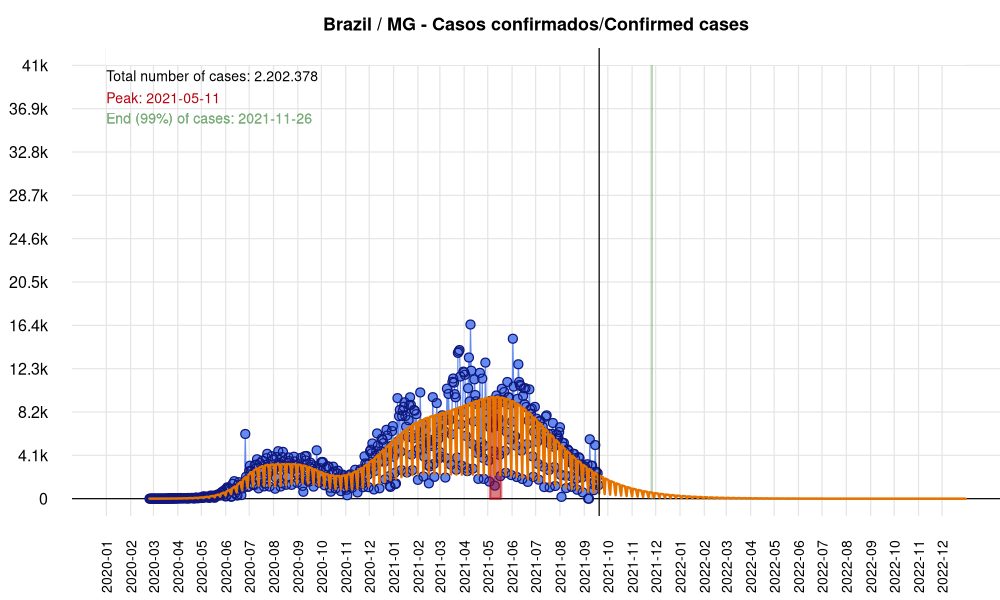 Brazil / MG - Casos confirmados/Confirmed cases
Total number of cases: 2.202.378
Peak: 2021-05-11
End (99%) of cases: 2021-11-26
41k
36.9k
32.8k
28.7k
24.6k
20.5k
16.4k
12.3k
8.2k
4.1k
0
2020-01
2020-02
2020-03
2020-04
2020-05
2020-06
2020-07
2020-08
2020-09
2020-10
2020-11
2020-12
2021-01
2021-02
2021-03
2021-04
2021-05
2021-06
2021-07
2021-08
2021-09
2021-10
2021-11
2021-12
2022-01
2022-02
2022-03
2022-04
2022-05
2022-06
2022-07
2022-08
2022-09
2022-10
2022-11
2022-12